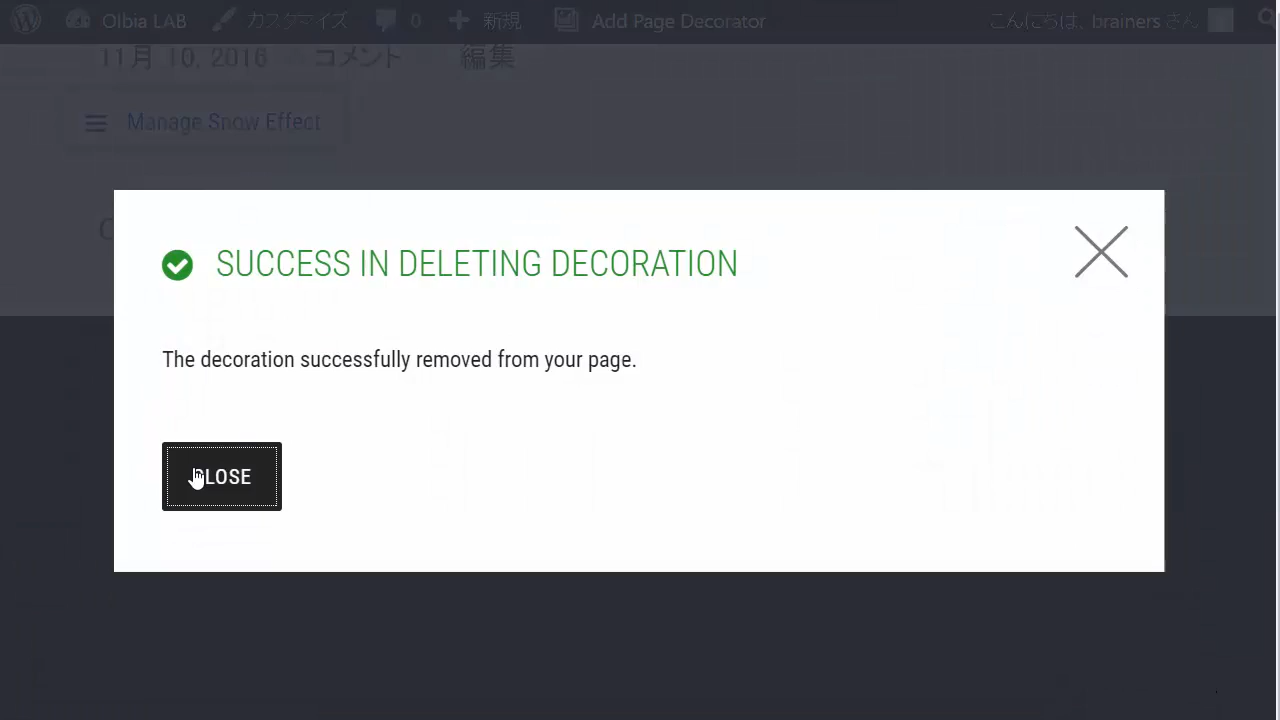 Olbia LAB カスタマイズ 0 新規 Add Page Decorator こんにちは、brainers さん
11月 10, 2016 コメント 編集
Manage Snow Effect
SUCCESS IN DELETING DECORATION
The decoration successfully removed from your page.
CLOSE